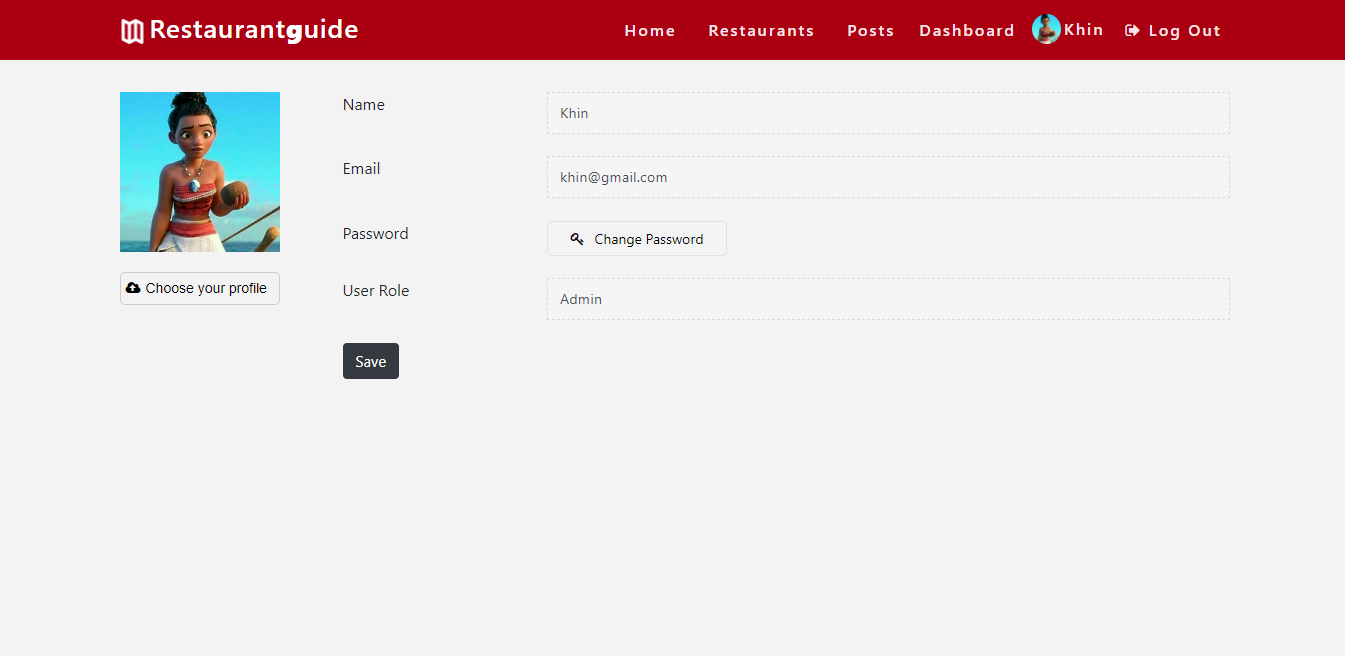 Restaurantguide Home Restaurants Posts Dashboard Khin Log Out
Name Khin
Email khin@gmail.com
Password Change Password
Choose your profile
User Role Admin
Save